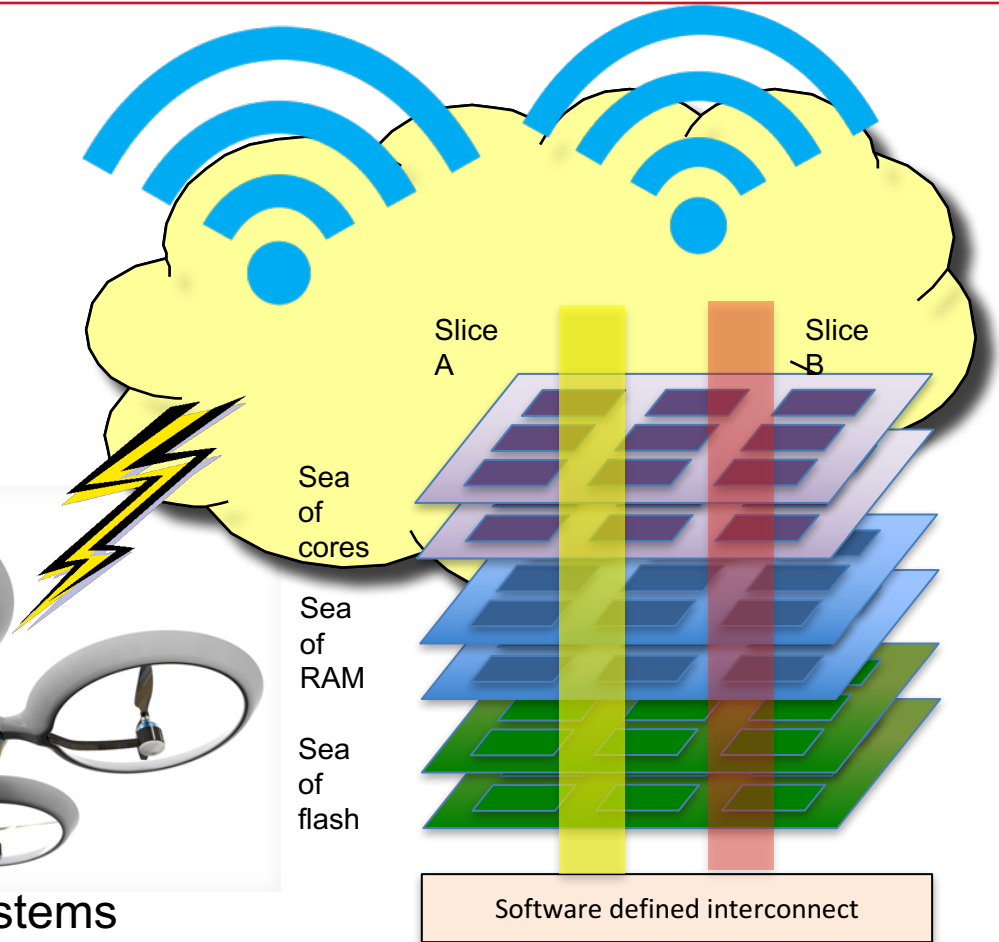 Slice
A
Slice
B
Sea
of
cores
Sea
of
RAM
Sea
of
flash
stems
Software defined interconnect